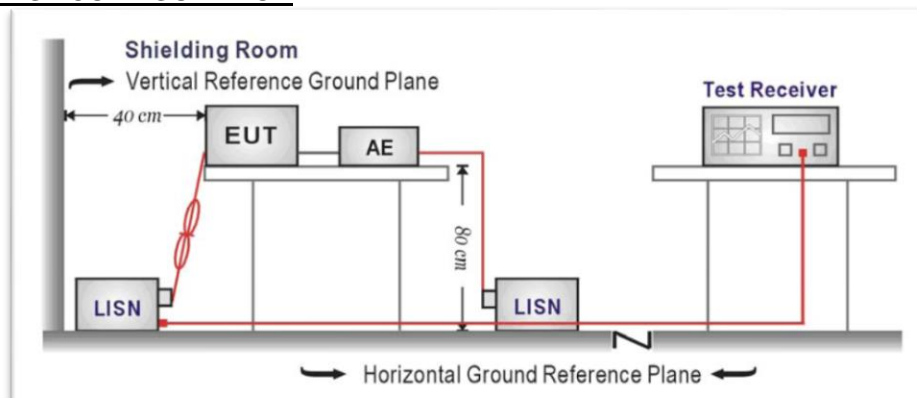 Shielding Room
Vertical Reference Ground Plane
Test Receiver
40 cm
EUT
AE
80 cm
LISN
LISN
Horizontal Ground Reference Plane